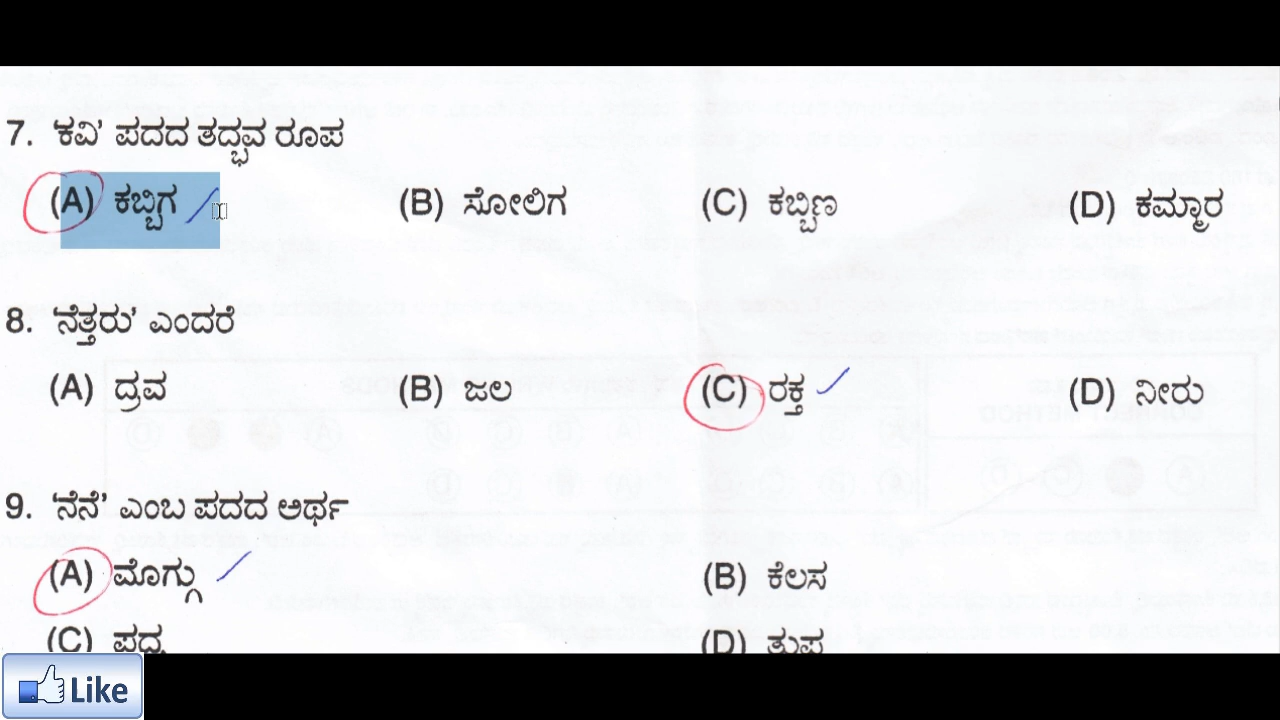 7. 'ಕವಿ' ಪದದ ತದ್ಭವ ರೂಪ
(A) ಕಬ್ಬಿಗ (B) ಸೋಲಿಗ (C) ಕಬ್ಬಿಣ (D) ಕಮ್ಮಾರ
8. 'ನೆತ್ತರು' ಎಂದರೆ
(A) ದ್ರವ (B) ಜಲ (C) ರಕ್ತ (D) ನೀರು
9. 'ನೆನೆ' ಎಂಬ ಪದದ ಅರ್ಥ
(A) ಮೊಗ್ಗು (B) ಕೆಲಸ
(C) ಪದ್ಯ (D) ತುಪ್ಪ
Like